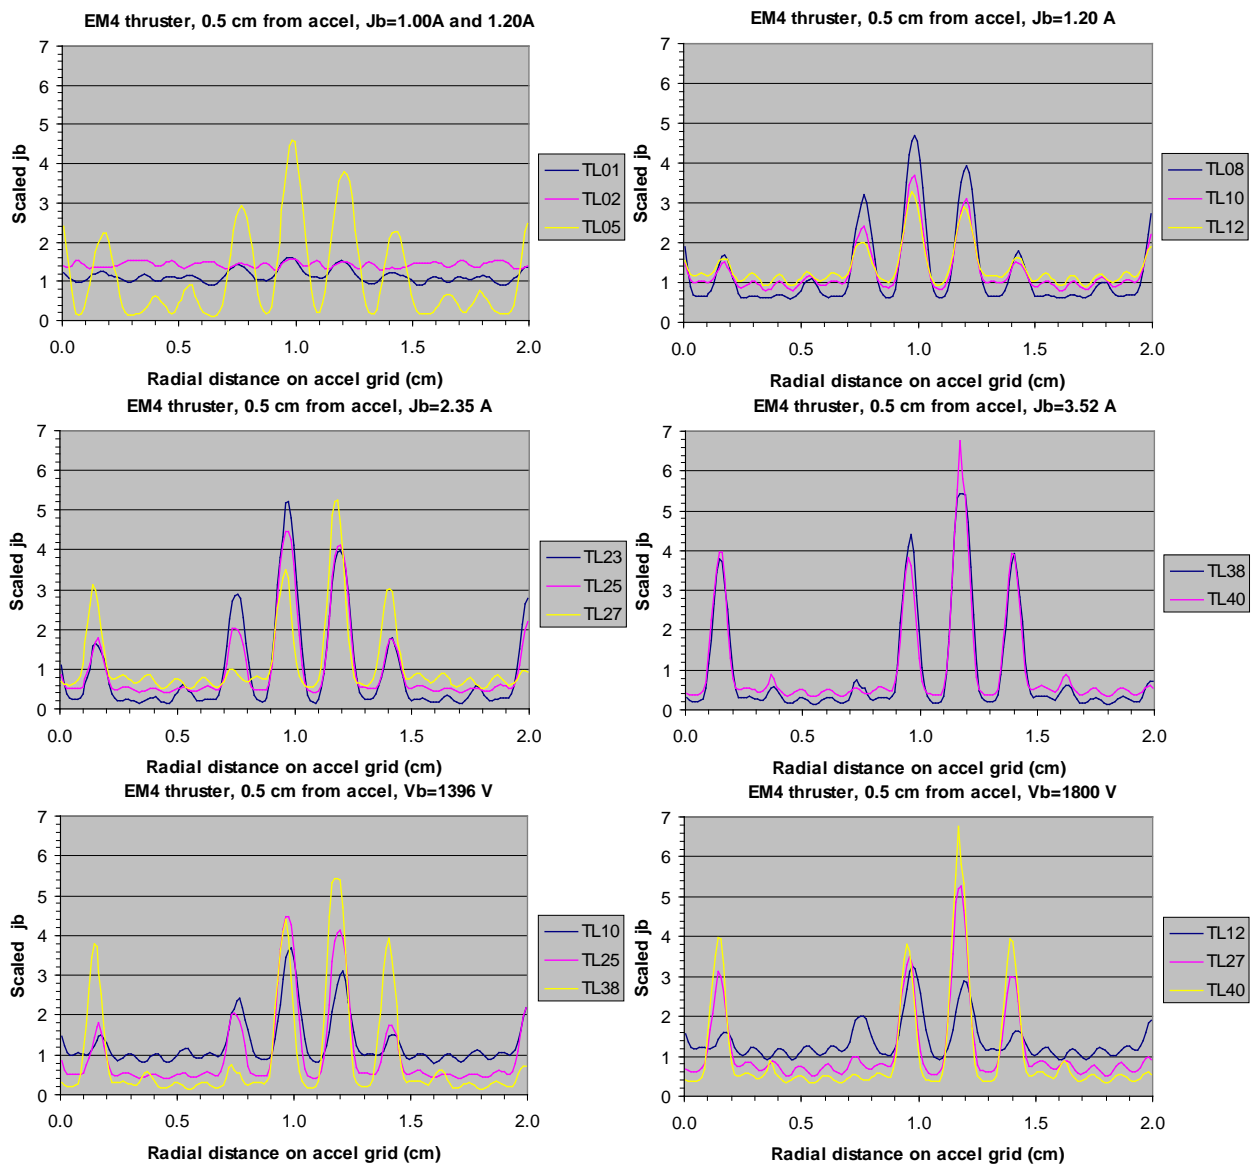 EM4 thruster, 0.5 cm from accel, Jb=1.00A and 1.20A
7
6
5
4
3
2
1
0
Scaled jb
0.0 0.5 1.0 1.5 2.0
Radial distance on accel grid (cm)
TL01
TL02
TL05
EM4 thruster, 0.5 cm from accel, Jb=1.20 A
7
6
5
4
3
2
1
0
Scaled jb
0.0 0.5 1.0 1.5 2.0
Radial distance on accel grid (cm)
TL08
TL10
TL12
EM4 thruster, 0.5 cm from accel, Jb=2.35 A
7
6
5
4
3
2
1
0
Scaled jb
0.0 0.5 1.0 1.5 2.0
Radial distance on accel grid (cm)
TL23
TL25
TL27
EM4 thruster, 0.5 cm from accel, Jb=3.52 A
7
6
5
4
3
2
1
0
Scaled jb
0.0 0.5 1.0 1.5 2.0
Radial distance on accel grid (cm)
TL38
TL40
EM4 thruster, 0.5 cm from accel, Vb=1396 V
7
6
5
4
3
2
1
0
Scaled jb
0.0 0.5 1.0 1.5 2.0
Radial distance on accel grid (cm)
TL10
TL25
TL38
EM4 thruster, 0.5 cm from accel, Vb=1800 V
7
6
5
4
3
2
1
0
Scaled jb
0.0 0.5 1.0 1.5 2.0
Radial distance on accel grid (cm)
TL12
TL27
TL40